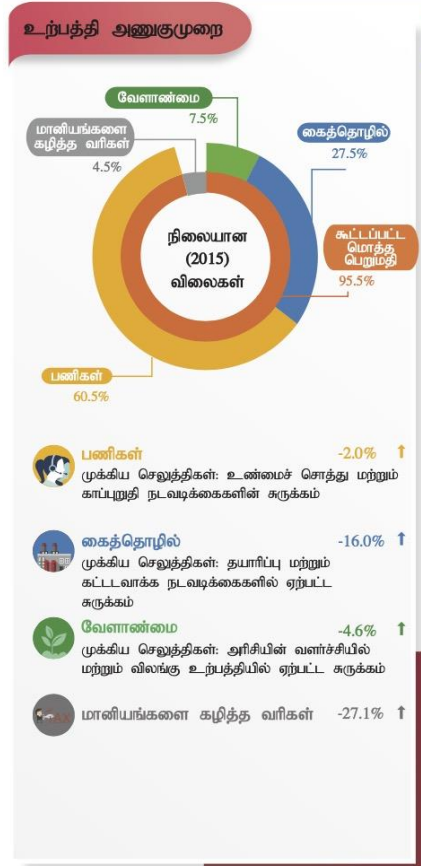 உற்பத்தி அணுகுமுறை
வேளாண்மை
7.5%
மானியங்களை
கழித்த வரிகள்
4.5%
கைத்தொழில்
27.5%
நிலையான
(2015)
விலைகள்
கூட்டப்பட்ட
மொத்த
பெறுமதி
95.5%
பணிகள்
60.5%
பணிகள் -2.0% ↑
முக்கிய செலுத்திகள்: உண்மைச் சொத்து மற்றும்
காப்புறுதி நடவடிக்கைகளின் சுருக்கம்
கைத்தொழில் -16.0% ↑
முக்கிய செலுத்திகள்: தயாரிப்பு மற்றும்
கட்டடவாக்க நடவடிக்கைகளில் ஏற்பட்ட
சுருக்கம்
வேளாண்மை -4.6% ↑
முக்கிய செலுத்திகள்: அரிசியின் வளர்ச்சியில்
மற்றும் விலங்கு உற்பத்தியில் ஏற்பட்ட சுருக்கம்
மானியங்களை கழித்த வரிகள் -27.1% ↑